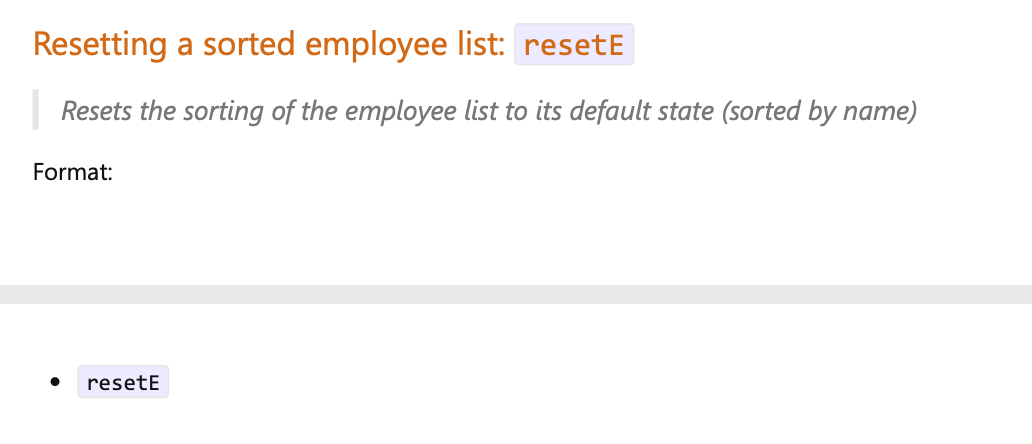 Resetting a sorted employee list: resetE
Resets the sorting of the employee list to its default state (sorted by name)
Format:
• resetE